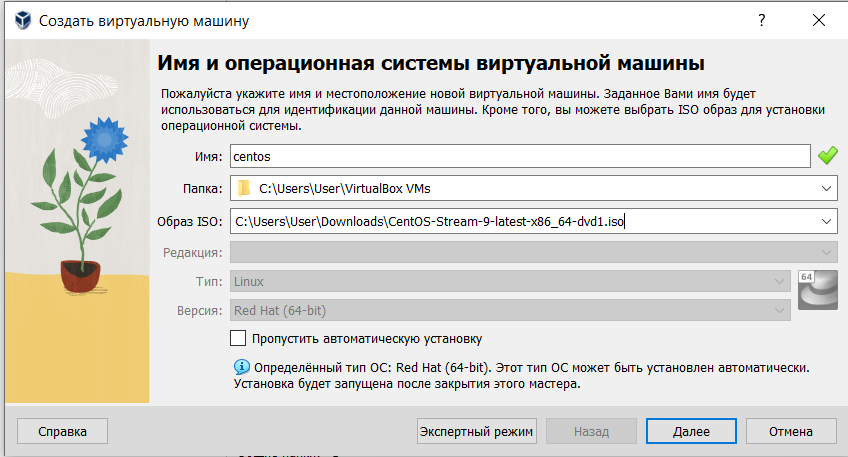 Создать виртуальную машину
?
Имя и операционная системы виртуальной машины
Пожалуйста укажите имя и местоположение новой виртуальной машины. Заданное Вами имя будет
использоваться для идентификации данной машины. Кроме того, вы можете выбрать ISO образ для установки
операционной системы.
Имя: centos
Папка: C:\Users\User\VirtualBox VMs
Образ ISO: C:\Users\User\Downloads\CentOS-Stream-9-latest-x86_64-dvd1.iso
Редакция:
Тип: Linux
64
Версия: Red Hat (64-bit)
Пропустить автоматическую установку
Определённый тип ОС: Red Hat (64-bit). Этот тип ОС может быть установлен автоматически.
Установка будет запущена после закрытия этого мастера.
Справка Экспертный режим Назад Далее Отмена